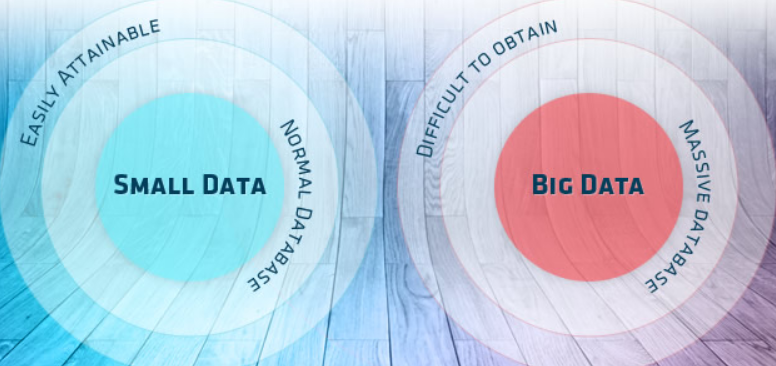 Easily Attainable
Small Data
Normal Database
Difficult to obtain
Big Data
Massive database